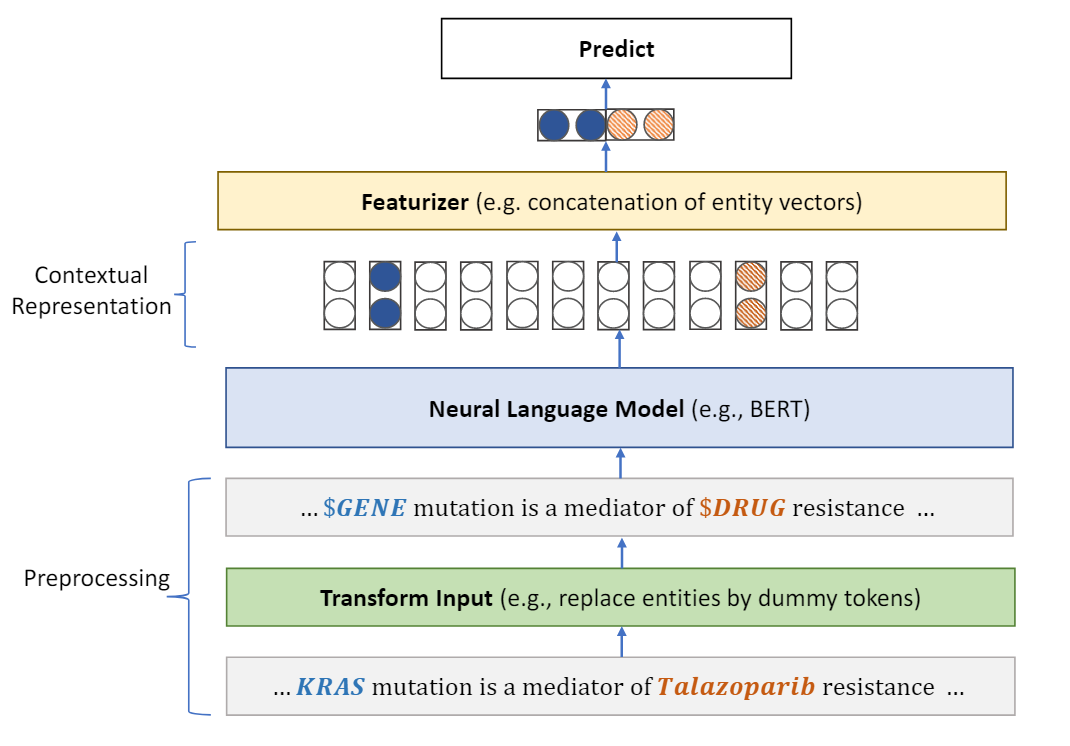 Predict
Featurizer (e.g. concatenation of entity vectors)
Contextual
Representation
Neural Language Model (e.g., BERT)
... $GENE mutation is a mediator of $DRUG resistance ...
Preprocessing
Transform Input (e.g., replace entities by dummy tokens)
... KRAS mutation is a mediator of Talazoparib resistance ...